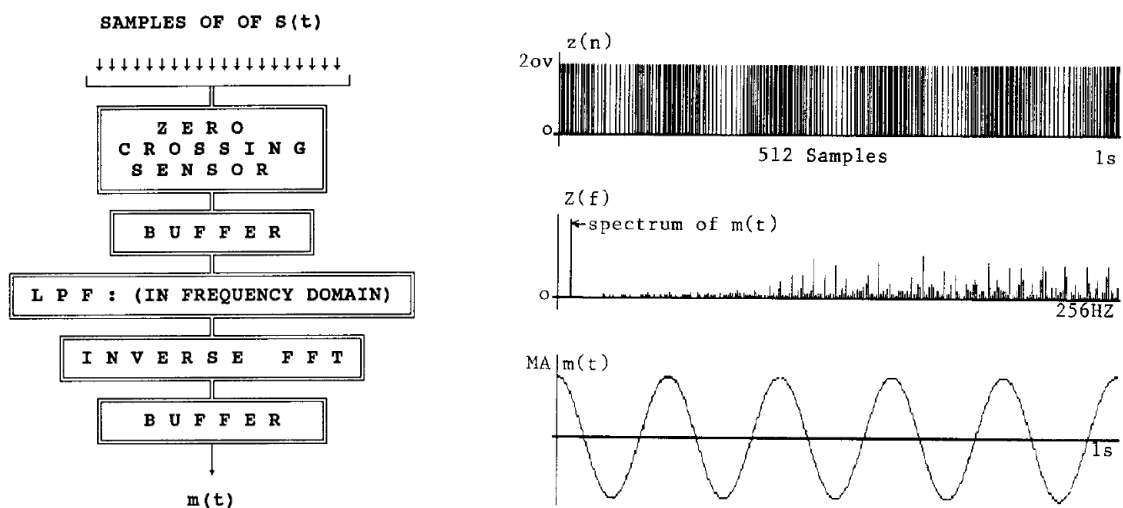 SAMPLES OF OF S(t)
Z E R O
C R O S S I N G
S E N S O R
B U F F E R
L P F : (IN FREQUENCY DOMAIN)
I N V E R S E F F T
B U F F E R
m(t)
z(n)
2ov
o
512 Samples
1s
Z(f)
spectrum of m(t)
o
256HZ
MA
m(t)
1s